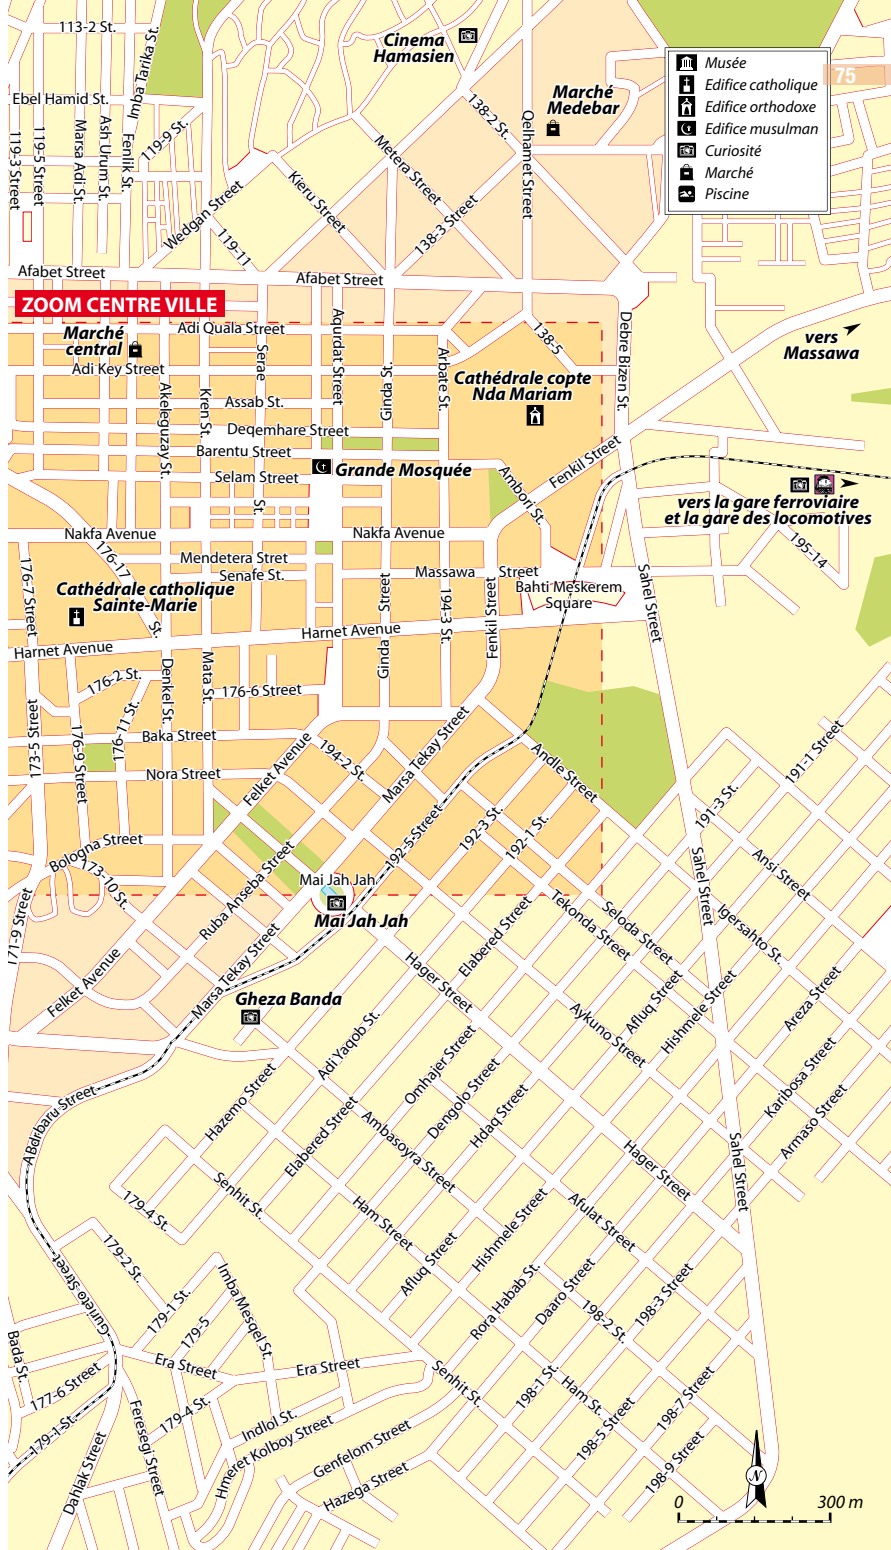 113-2 St.
Imba Tarika St.
Cinema
Hamasien
Musée
Edifice catholique
Edifice orthodoxe
Edifice musulman
Curiosité
Marché
Piscine
75
Ebel Hamid St.
119-3 Street
119-5 Street
Marsa Adi St.
Ash Urum St.
Fenlik St.
119-9 St.
138-2 St.
Marché
Medebar
Qelhamet Street
Metera Street
Kieru Street
Wedgan Street
119-11
138-3 Street
Afabet Street
Afabet Street
ZOOM CENTRE VILLE
Marché
central
Adi Quala Street
Adi Key Street
Serae
St.
Aqurdat Street
Ginda St.
Arbate St.
138-5
Debre Bizen St.
vers
Massawa
Cathédrale copte
Nda Mariam
Akeleguzay St.
Kren St.
Assab St.
Deqemhare Street
Barentu Street
Selam Street
Grande Mosquée
Ambori St.
Fenkil Street
vers la gare ferroviaire
et la gare des locomotives
195-14
Nakfa Avenue
Nakfa Avenue
176-7 Street
176-17
St.
Mendetera Stret
Senafe St.
Massawa Street
Bahti Meskerem
Square
Cathédrale catholique
Sainte-Marie
Ginda Street
194-3 St.
Fenkil Street
Sahel Street
Harnet Avenue
Harnet Avenue
176-2 St.
Denkel St.
Mata St.
176-6 Street
173-5 Street
176-9 Street
176-11 St.
Baka Street
Nora Street
Felket Avenue
194-2 St.
Marsa Tekay Street
Andle Street
191-1 Street
191-3 St.
192-5 Street
192-3 St.
192-1 St.
Bologna Street
173-10 St.
Ruba Anseba Street
Mai Jah Jah
Mai Jah Jah
Sahel Street
Ansi Street
Igersahto St.
171-9 Street
Felket Avenue
Marsa Tekay Street
Elabered Street
Tekonda Street
Seloda Street
Hager Street
Gheza Banda
Aykuno Street
Afluq Street
Hishmele Street
Areza Street
Adi Yaqob St.
Omhajer Street
Dengolo Street
Hdaq Street
Karibosa Street
Armaso Street
ABdrbaru Street
Hazemo Street
Elabered Street
Ambasoyra Street
Hager Street
Sahel Street
179-4 St.
Senhit St.
Ham Street
Afluq Street
Hishmele Street
Afulat Street
179-2 St.
Gurieto Street
179-1 St.
179-5
Imba Mesqel St.
Rora Habab St.
Daaro Street
198-2 St.
198-3 Street
Bada St.
177-6 Street
179-1 St.
Era Street
Era Street
Senhit St.
198-1 St.
Ham St.
198-7 Street
198-5 Street
198-9 Street
Dahlak Street
Feresegi Street
179-4 St.
Indlol St.
Hmeret Kolboy Street
Genfelom Street
Hazega Street
N
0 300 m